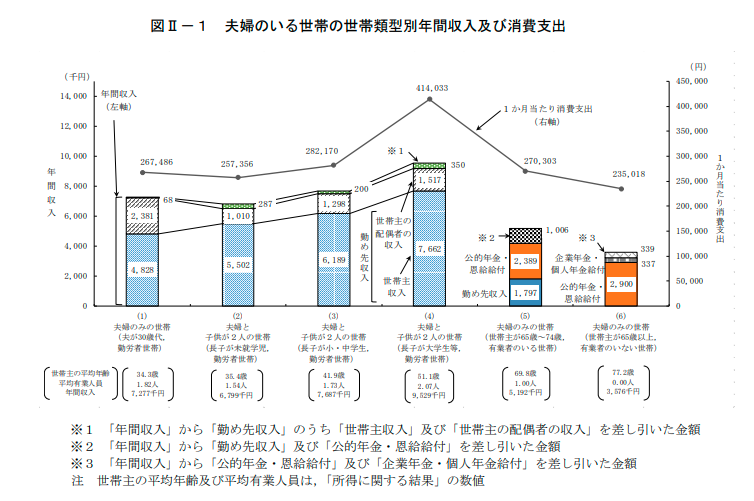 図Ⅱ－１　夫婦のいる世帯の世帯類型別年間収入及び消費支出
（千円）
（円）
年間収入
（左軸）
年間収入
14,000
12,000
10,000
8,000
6,000
4,000
2,000
0
450,000
400,000
350,000
300,000
250,000
200,000
150,000
100,000
50,000
0
１か月当たり消費支出
１か月当たり消費支出
（右軸）
267,486
257,356
282,170
414,033
270,303
235,018
68
2,381
4,828
287
1,010
5,502
200
1,298
6,189
※１
350
1,517
7,662
勤め先収入
世帯主の
配偶者の
収入
世帯主
収入
※２
1,006
公的年金・
恩給給付
2,389
勤め先収入
1,797
※３
339
企業年金・
個人年金給付
337
公的年金・
恩給給付
2,900
(1)
夫婦のみの世帯
(夫が30歳代,
勤労者世帯)
(2)
夫婦と
子供が２人の世帯
(長子が未就学児,
勤労者世帯)
(3)
夫婦と
子供が２人の世帯
(長子が小・中学生,
勤労者世帯)
(4)
夫婦と
子供が２人の世帯
(長子が大学生等,
勤労者世帯)
(5)
夫婦のみの世帯
(世帯主が65歳～74歳,
有業者のいる世帯)
(6)
夫婦のみの世帯
(世帯主が65歳以上,
有業者のいない世帯)
世帯主の平均年齢
平均有業人員
年間収入
34.3歳
1.82人
7,277千円
35.4歳
1.54人
6,799千円
41.9歳
1.73人
7,687千円
51.1歳
2.07人
9,529千円
69.8歳
1.00人
5,192千円
77.2歳
0.00人
3,576千円
※１　「年間収入」から「勤め先収入」のうち「世帯主収入」及び「世帯主の配偶者の収入」を差し引いた金額
※２　「年間収入」から「勤め先収入」及び「公的年金・恩給給付」を差し引いた金額
※３　「年間収入」から「公的年金・恩給給付」及び「企業年金・個人年金給付」を差し引いた金額
注　世帯主の平均年齢及び平均有業人員は,「所得に関する結果」の数値